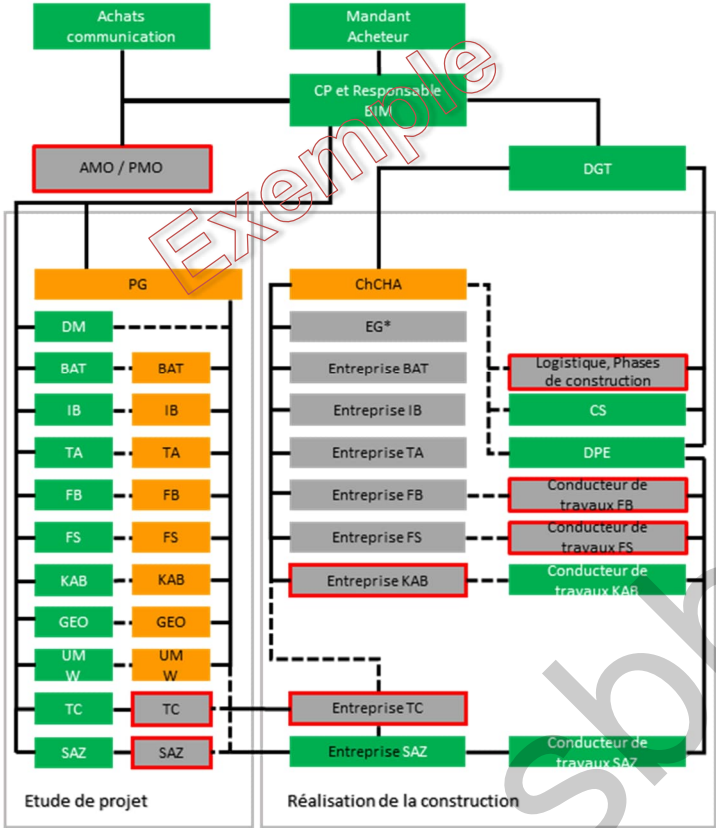 Achats
communication
Mandant
Acheteur
CP et Responsable
BIM
AMO / PMO
DGT
Exemple
PG
ChCHA
DM
EG*
BAT
BAT
Entreprise BAT
Logistique, Phases
de construction
IB
IB
Entreprise IB
CS
TA
TA
Entreprise TA
DPE
FB
FB
Entreprise FB
Conducteur de
travaux FB
FS
FS
Entreprise FS
Conducteur de
travaux FS
KAB
KAB
Entreprise KAB
Conducteur de
travaux KAB
GEO
GEO
UM
W
UM
W
TC
TC
Entreprise TC
SAZ
SAZ
Entreprise SAZ
Conducteur de
travaux SAZ
Etude de projet
Réalisation de la construction